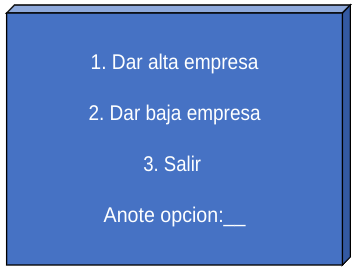 1. Dar alta empresa
2. Dar baja empresa
3. Salir
Anote opcion:__